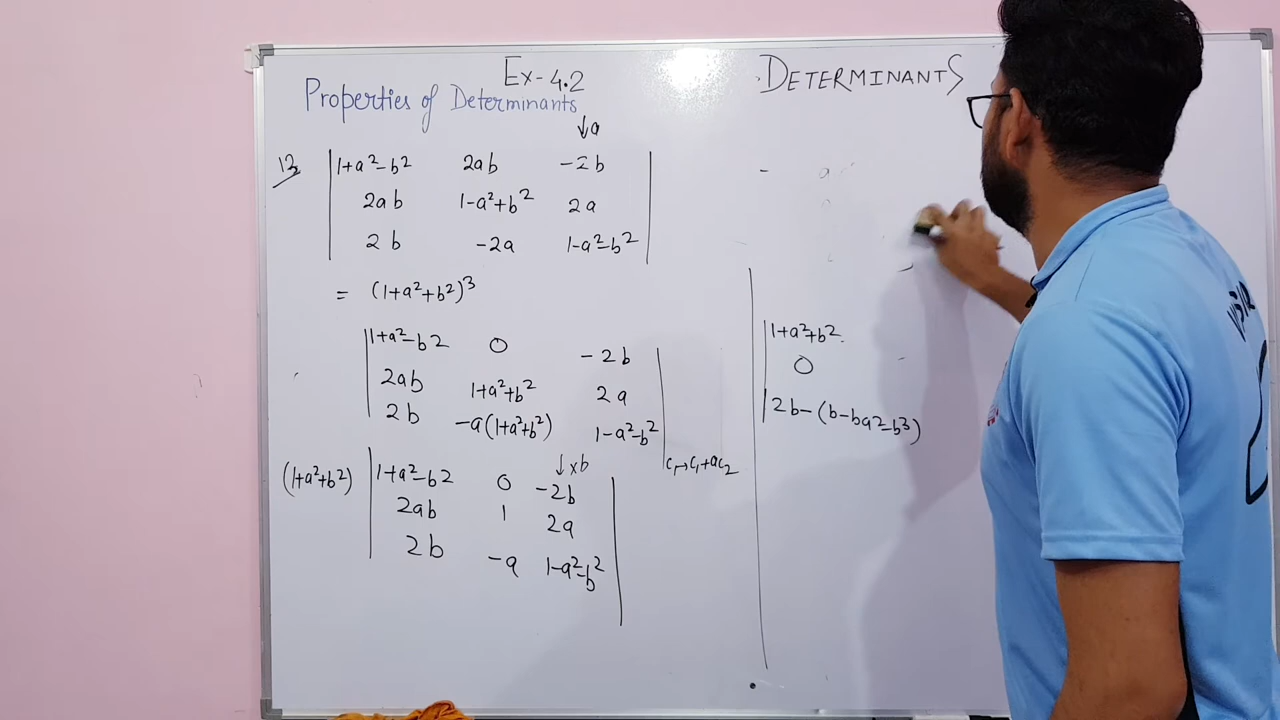 Ex-4.2
DETERMINANTS
Properties of Determinants
↓a
13
1+a²-b² 2ab -2b
2ab 1-a²+b² 2a
2b -2a 1-a²-b²
= (1+a²+b²)³
1+a²-b2 0 -2b
2ab 1+a²+b² 2a
2b -a(1+a²+b²) 1-a²-b²
C₁→C₁+aC₂
↓xb
(1+a²+b²) 1+a²-b2 0 -2b
2ab 1 2a
2b -a 1-a²-b²
1+a²+b².
0
2b-(b-ba²-b³)